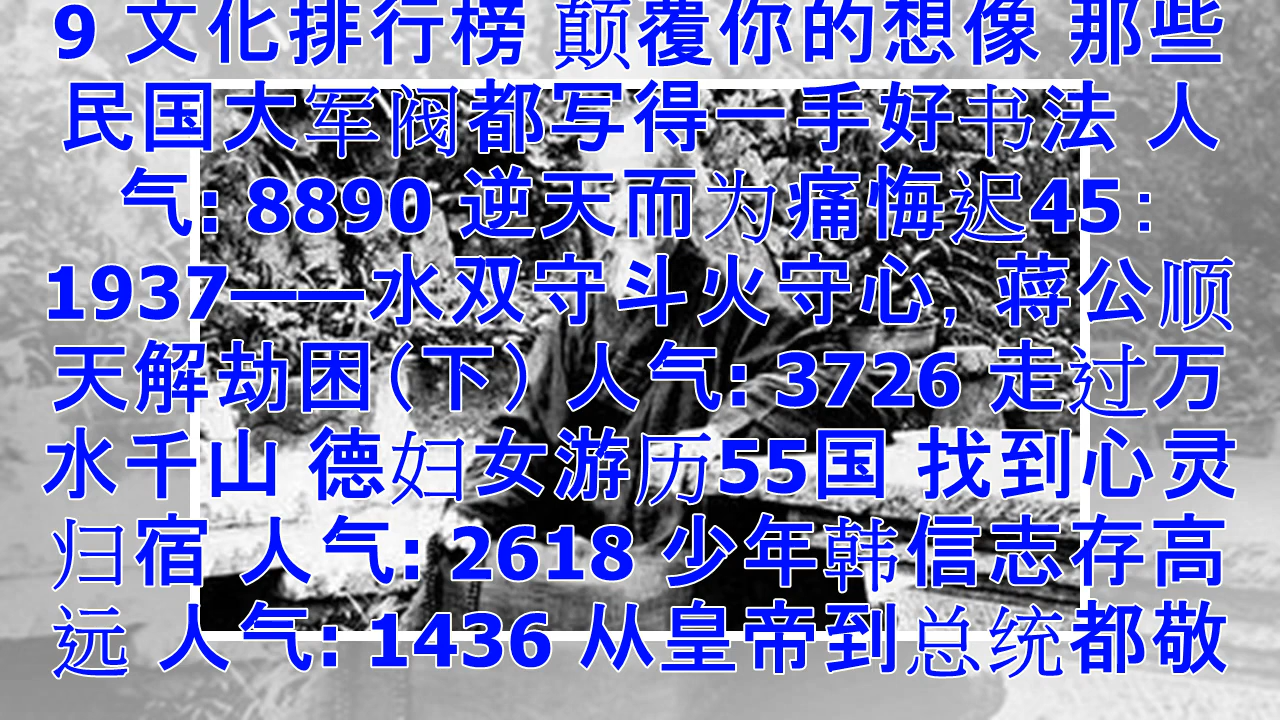 9 文化排行榜 颠覆你的想像 那些
民国大军阀都写得一手好书法 人
气: 8890 逆天而为痛悔迟45:
1937——水双守斗火守心, 蒋公顺
天解劫困(下) 人气: 3726 走过万
水千山 德妇女游历55国 找到心灵
归宿 人气: 2618 少年韩信志存高
远 人气: 1436 从皇帝到总统都敬